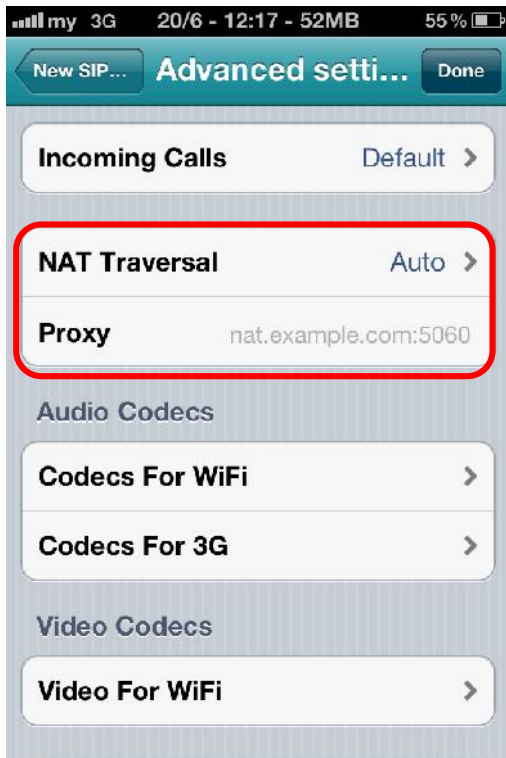 my 3G 20/6 - 12:17 - 52MB 55%
New SIP... Advanced setti... Done
Incoming Calls Default
NAT Traversal Auto
Proxy nat.example.com:5060
Audio Codecs
Codecs For WiFi
Codecs For 3G
Video Codecs
Video For WiFi